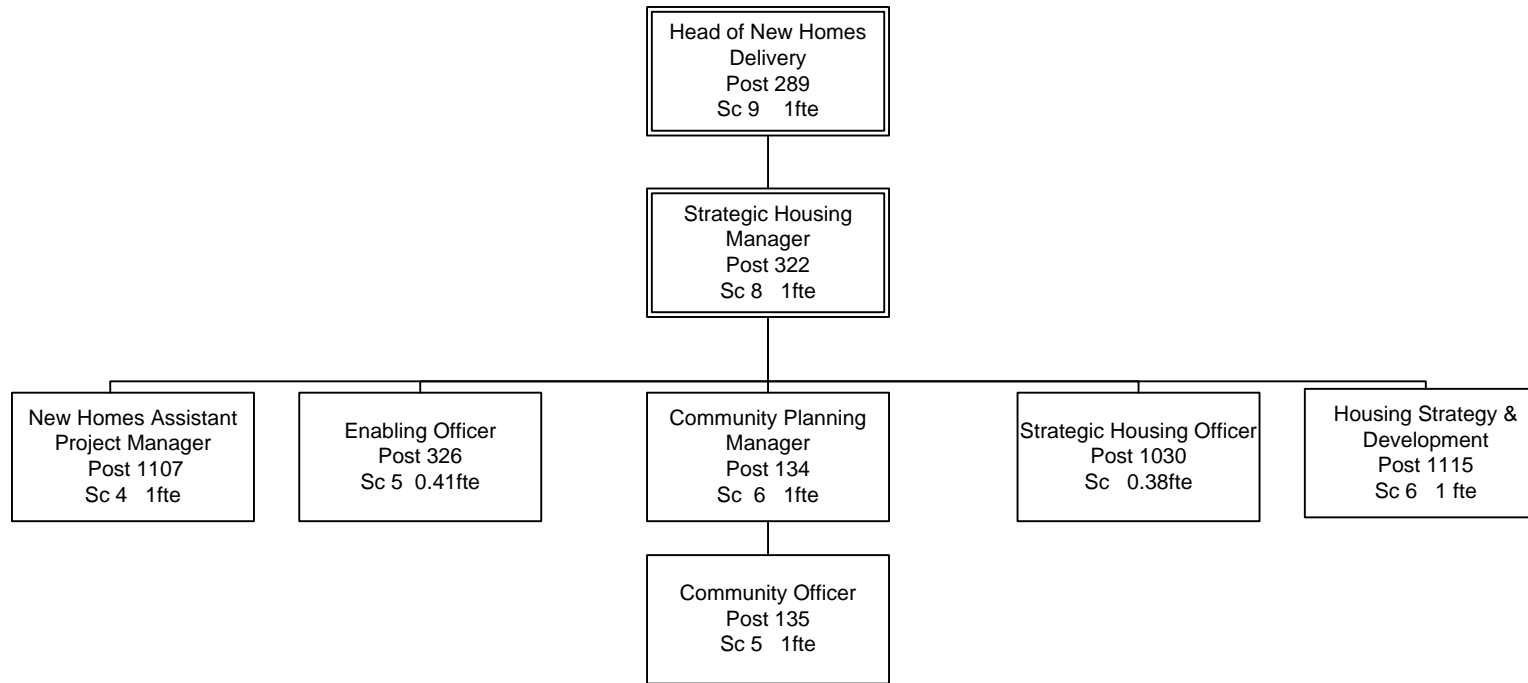 Head of New Homes
Delivery
Post 289
Sc 9 1fte
Strategic Housing
Manager
Post 322
Sc 8 1fte
New Homes Assistant
Project Manager
Post 1107
Sc 4 1fte
Enabling Officer
Post 326
Sc 5 0.41fte
Community Planning
Manager
Post 134
Sc 6 1fte
Strategic Housing Officer
Post 1030
Sc 0.38fte
Housing Strategy &
Development
Post 1115
Sc 6 1 fte
Community Officer
Post 135
Sc 5 1fte